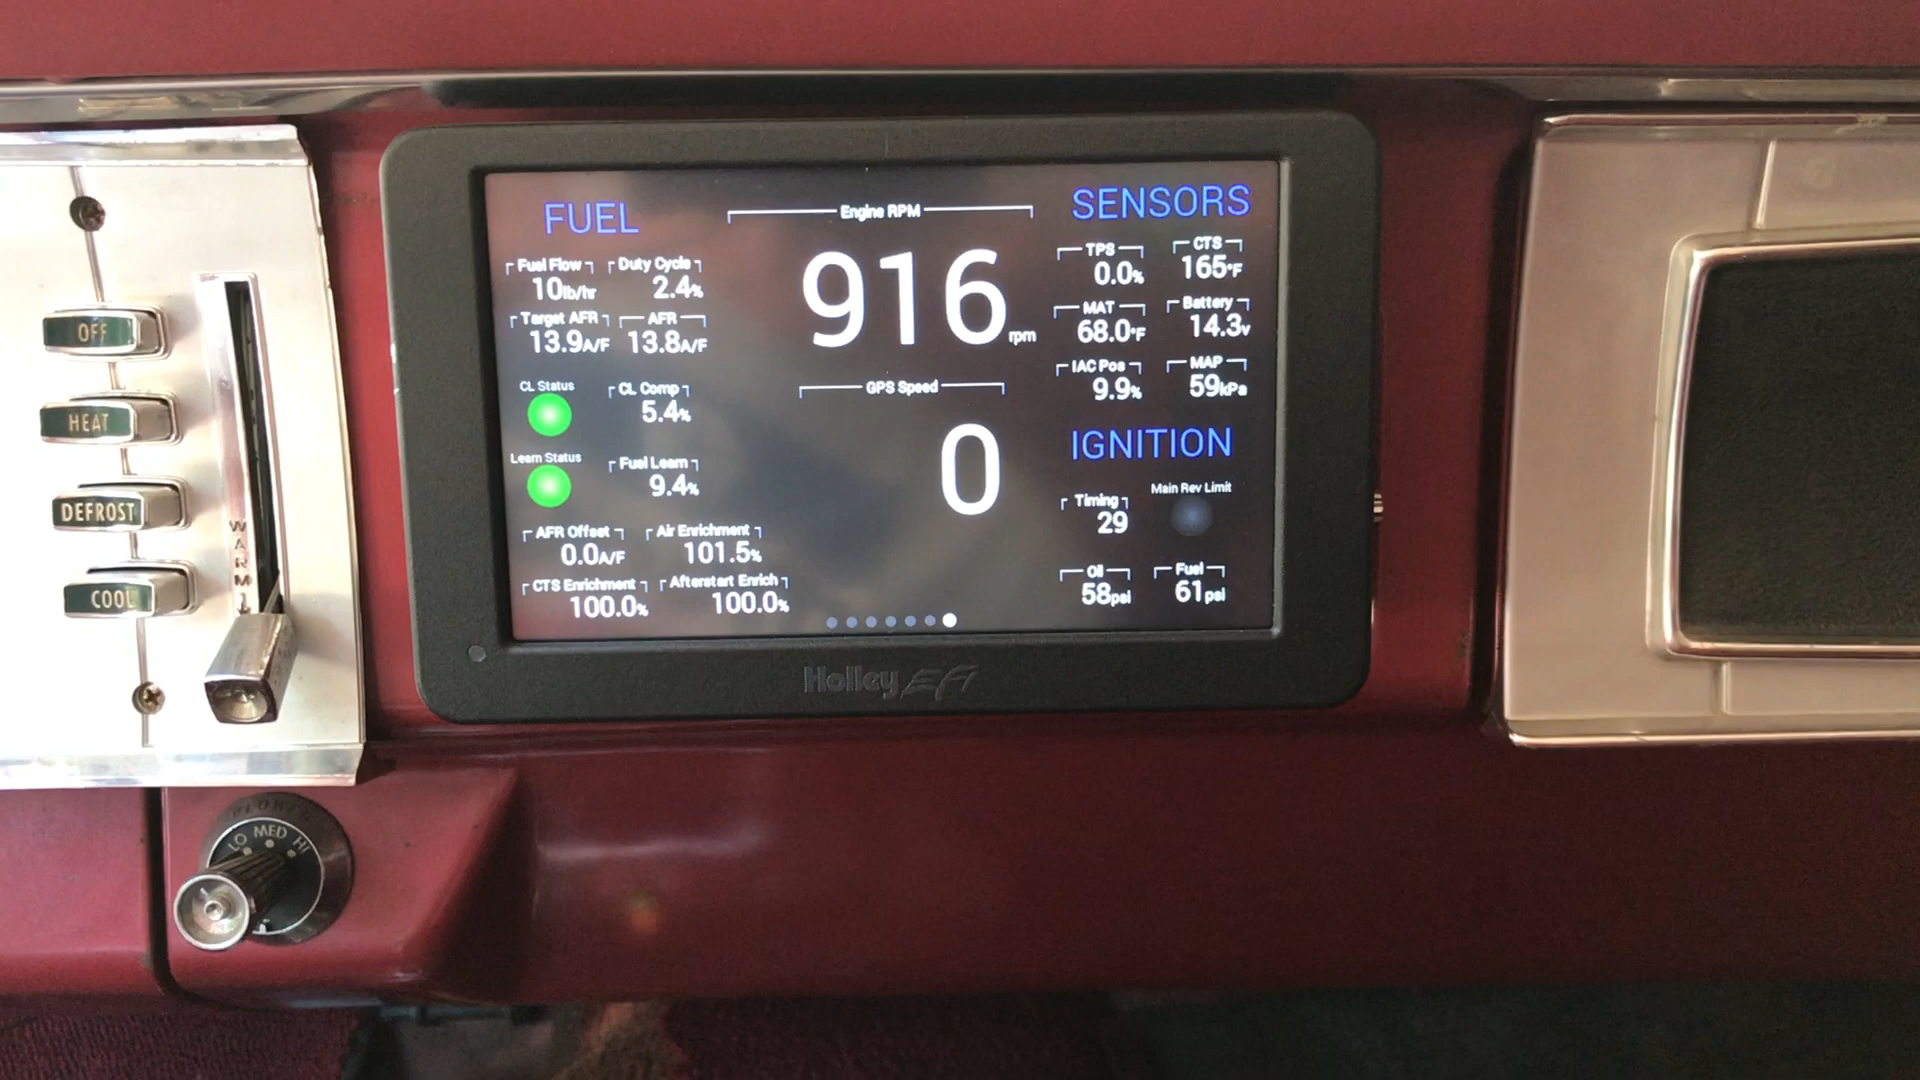 OFF
HEAT
DEFROST
COOL
WARM
LO MED HI
FUEL
Fuel Flow
10lb/hr
Duty Cycle
2.4%
Target AFR
13.9A/F
AFR
13.8A/F
CL Status
CL Comp
5.4%
Learn Status
Fuel Learn
9.4%
AFR Offset
0.0A/F
Air Enrichment
101.5%
CTS Enrichment
100.0%
Afterstart Enrich
100.0%
Engine RPM
916rpm
GPS Speed
0
SENSORS
TPS
0.0%
CTS
165°F
MAT
68.0°F
Battery
14.3v
IAC Pos
9.9%
MAP
59kPa
IGNITION
Timing
29
Main Rev Limit
Oil
58psi
Fuel
61psi
Holley EFI